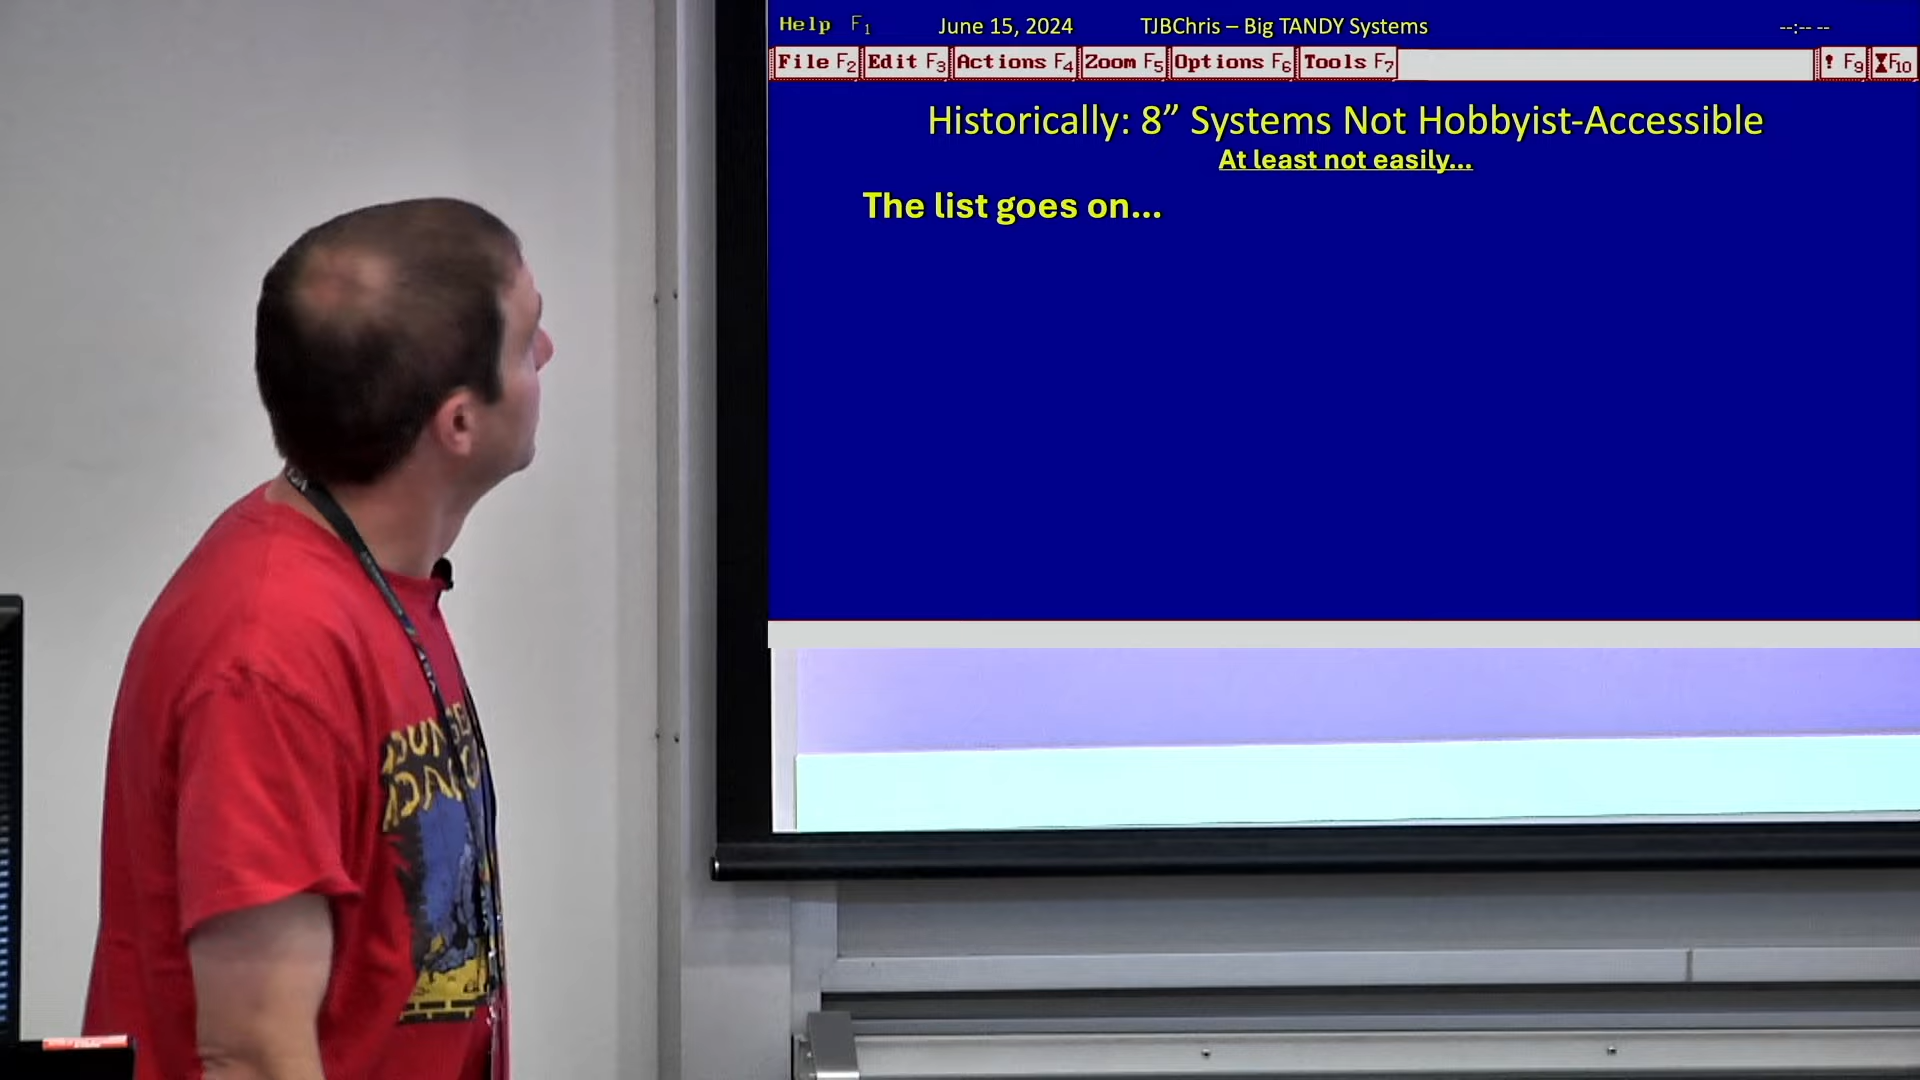 Help F1 June 15, 2024 TJBChris – Big TANDY Systems --:-- --
File F2 Edit F3 Actions F4 Zoom F5 Options F6 Tools F7 ! F9 F10
Historically: 8” Systems Not Hobbyist-Accessible
At least not easily...
The list goes on...